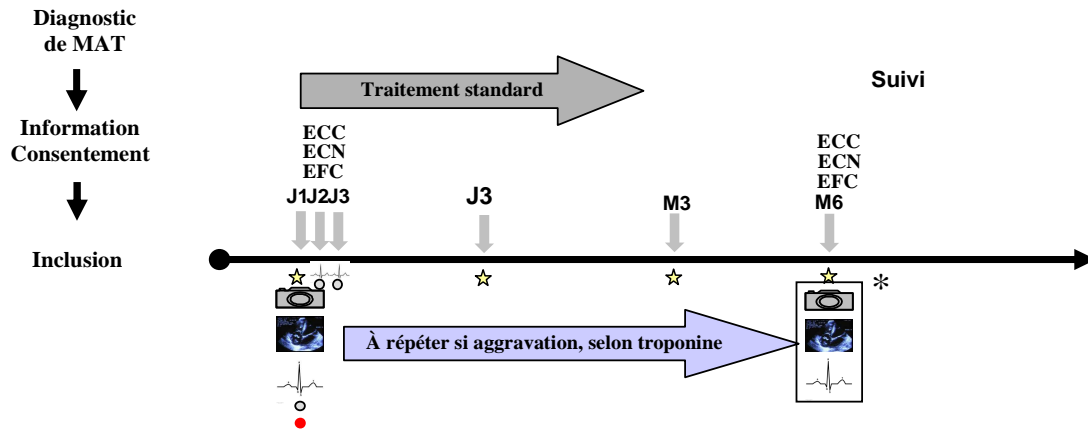 Diagnostic
de MAT
Traitement standard
Suivi
Information
Consentement
ECC
ECN
EFC
J1J2J3
J3
M3
ECC
ECN
EFC
M6
Inclusion
*
À répéter si aggravation, selon troponine